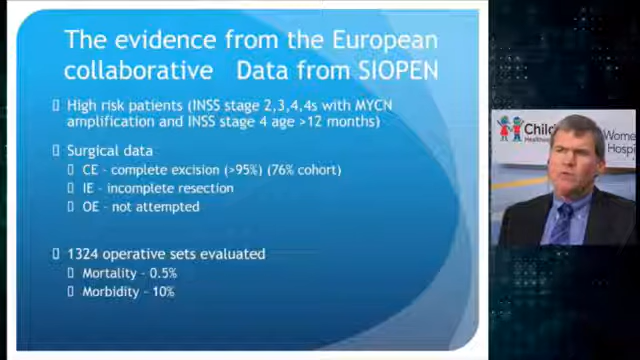 The evidence from the European
collaborative Data from SIOPEN
High risk patients (INSS stage 2,3,4,4s with MYCN
amplification and INSS stage 4 age >12 months)
Surgical data
CE - complete excision (>95%) (76% cohort)
IE - incomplete resection
OE - not attempted
1324 operative sets evaluated
Mortality - 0.5%
Morbidity - 10%